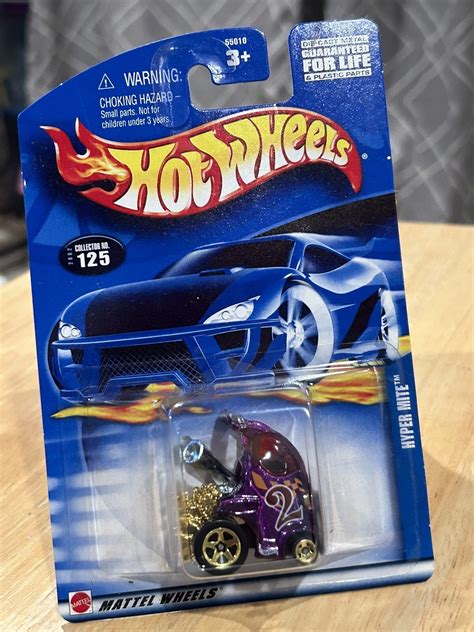 55010
3+
DIE-CAST METAL
GUARANTEED
FOR LIFE
& PLASTIC PARTS
WARNING:
CHOKING HAZARD–
Small parts. Not for
children under 3 years.
HOT WHEELS
®
COLLECTOR NO.
125
HYPER MITE™
2
MATTEL
MATTEL WHEELS